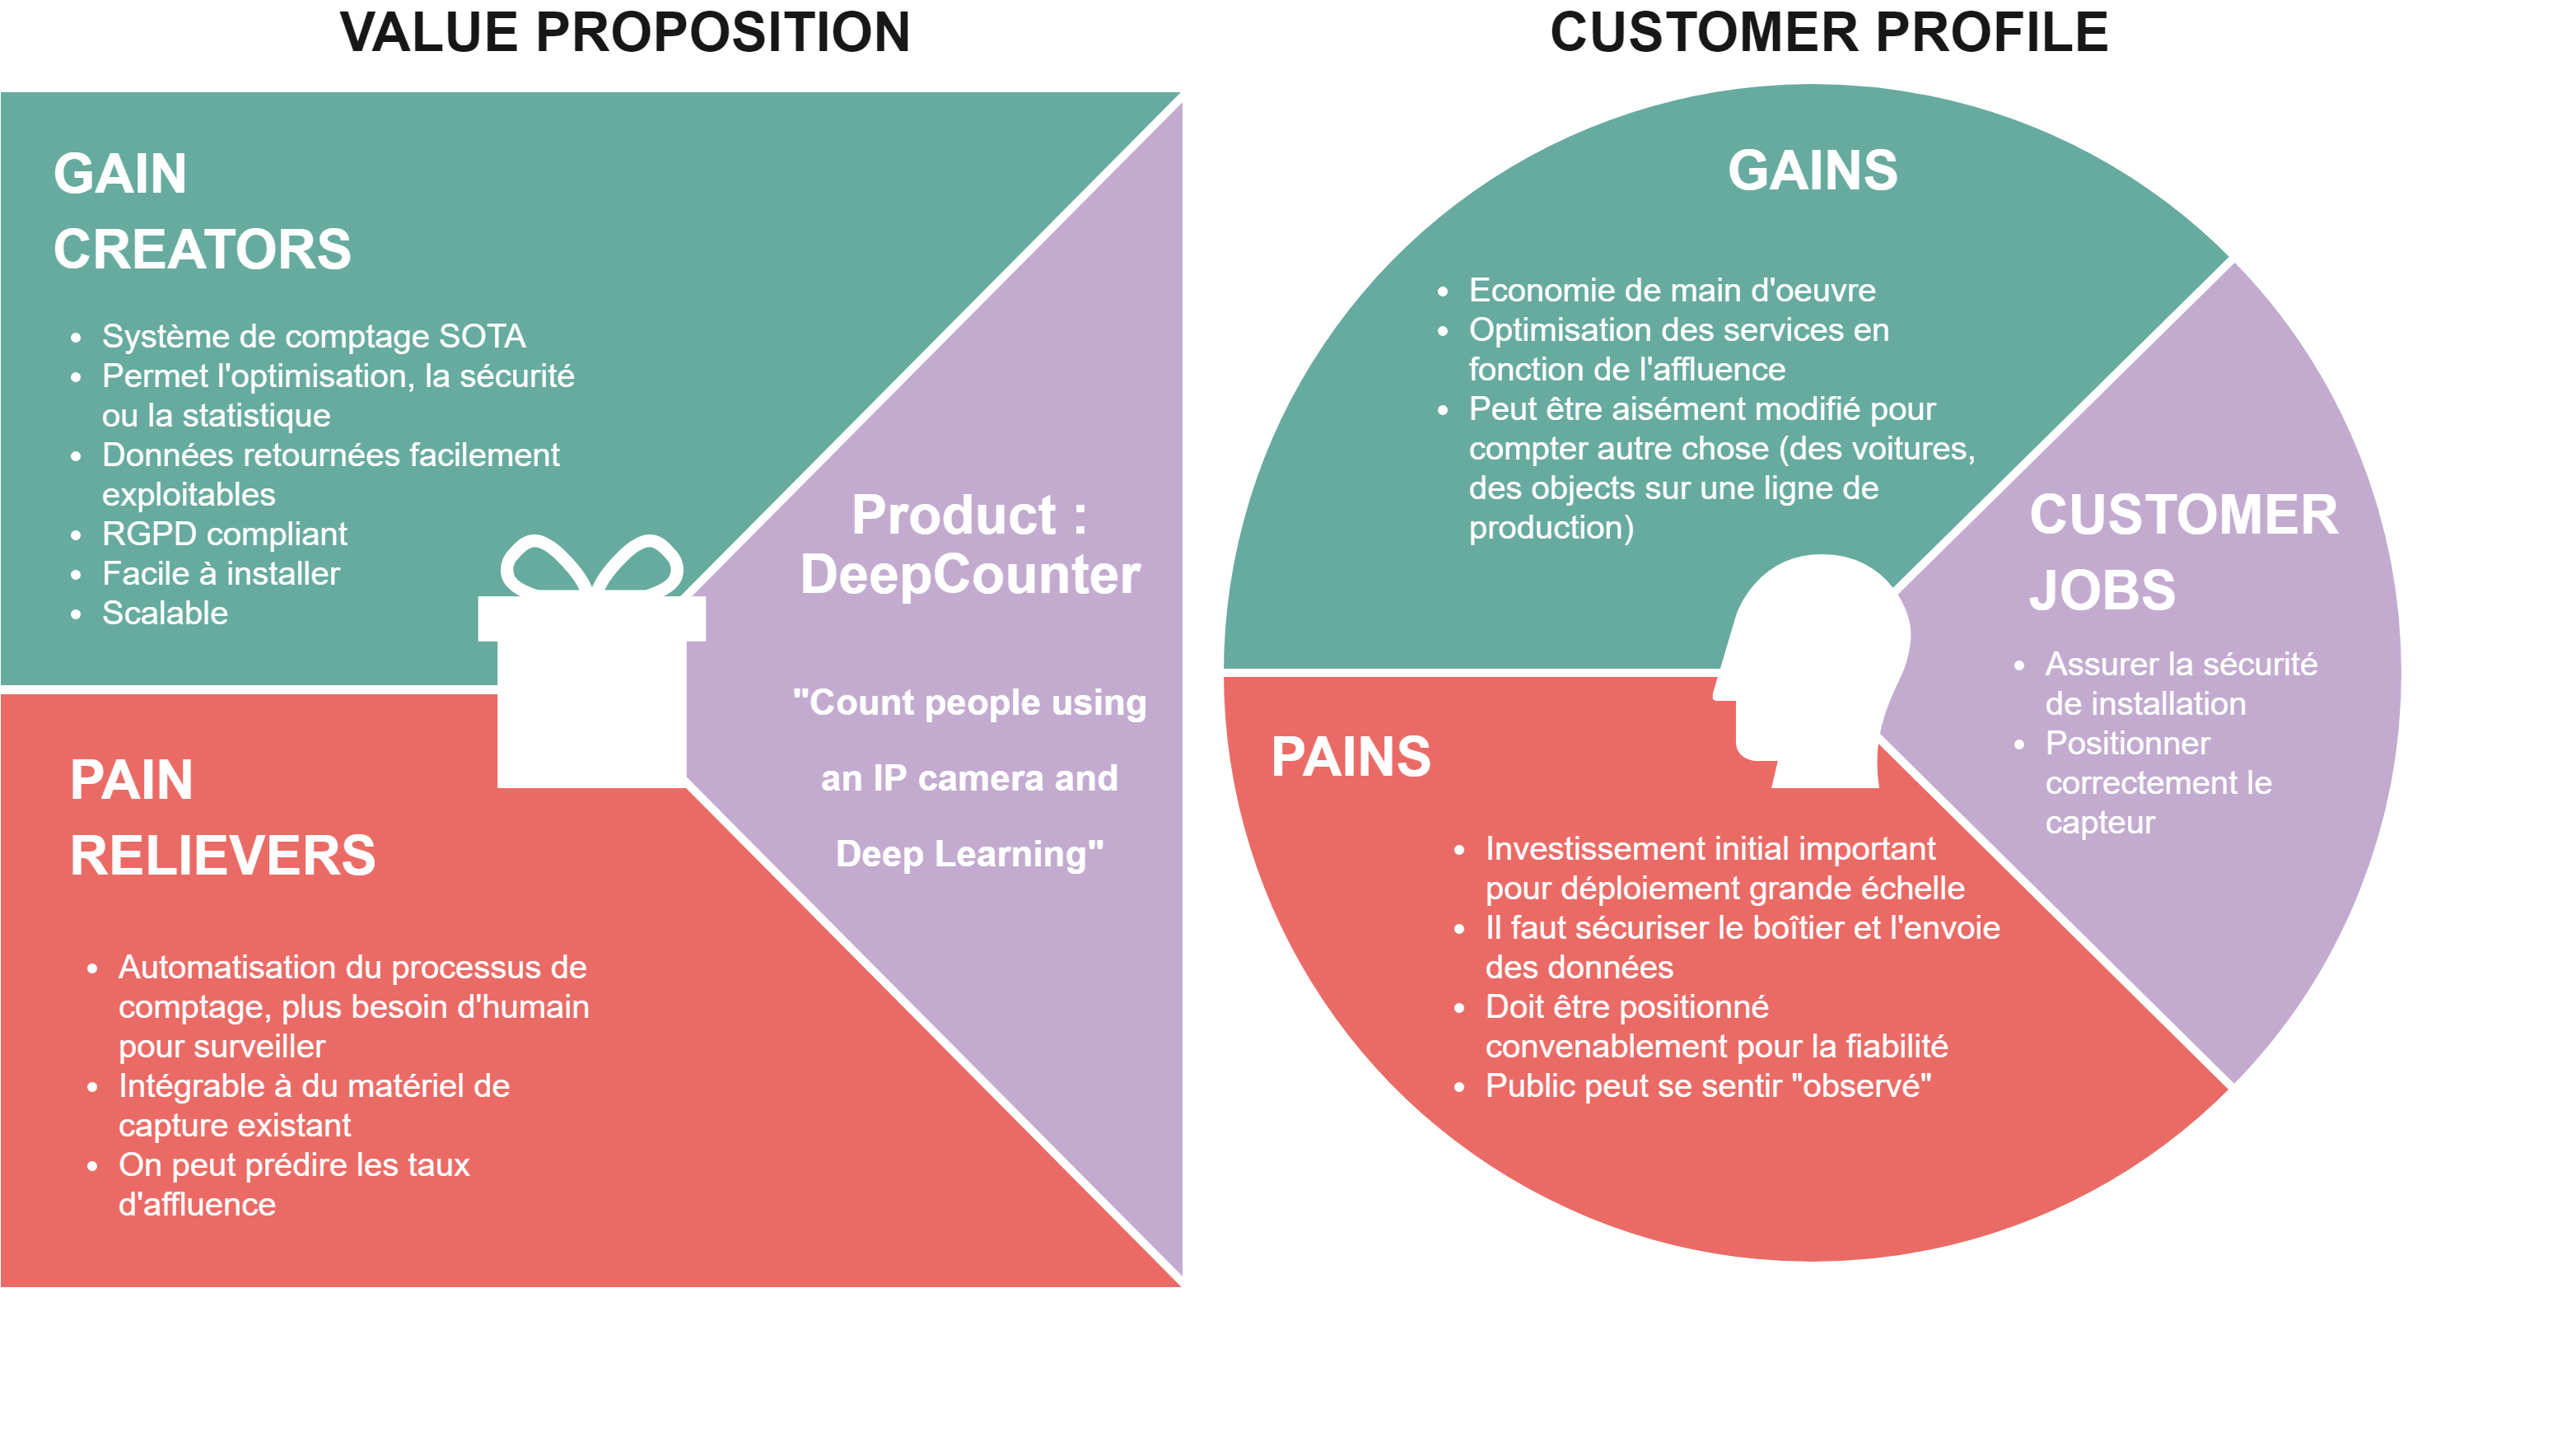 VALUE PROPOSITION
GAIN
CREATORS
• Système de comptage SOTA
• Permet l'optimisation, la sécurité
ou la statistique
• Données retournées facilement
exploitables
• RGPD compliant
• Facile à installer
• Scalable
Product :
DeepCounter
"Count people using
an IP camera and
Deep Learning"
PAIN
RELIEVERS
• Automatisation du processus de
comptage, plus besoin d'humain
pour surveiller
• Intégrable à du matériel de
capture existant
• On peut prédire les taux
d'affluence
CUSTOMER PROFILE
GAINS
• Economie de main d'oeuvre
• Optimisation des services en
fonction de l'affluence
• Peut être aisément modifié pour
compter autre chose (des voitures,
des objects sur une ligne de
production)
CUSTOMER
JOBS
• Assurer la sécurité
de installation
• Positionner
correctement le
capteur
PAINS
• Investissement initial important
pour déploiement grande échelle
• Il faut sécuriser le boîtier et l'envoie
des données
• Doit être positionné
convenablement pour la fiabilité
• Public peut se sentir "observé"